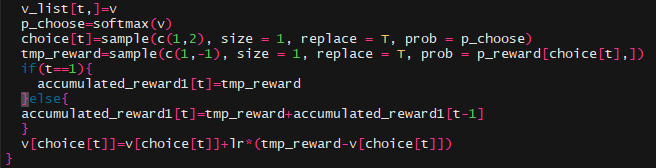 v_list[t,]=v
p_choose=softmax(v)
choice[t]=sample(c(1,2), size = 1, replace = T, prob = p_choose)
tmp_reward=sample(c(1,-1), size = 1, replace = T, prob = p_reward[choice[t],])
if(t==1){
accumulated_reward1[t]=tmp_reward
}else{
accumulated_reward1[t]=tmp_reward+accumulated_reward1[t-1]
}
v[choice[t]]=v[choice[t]]+lr*(tmp_reward-v[choice[t]])
}